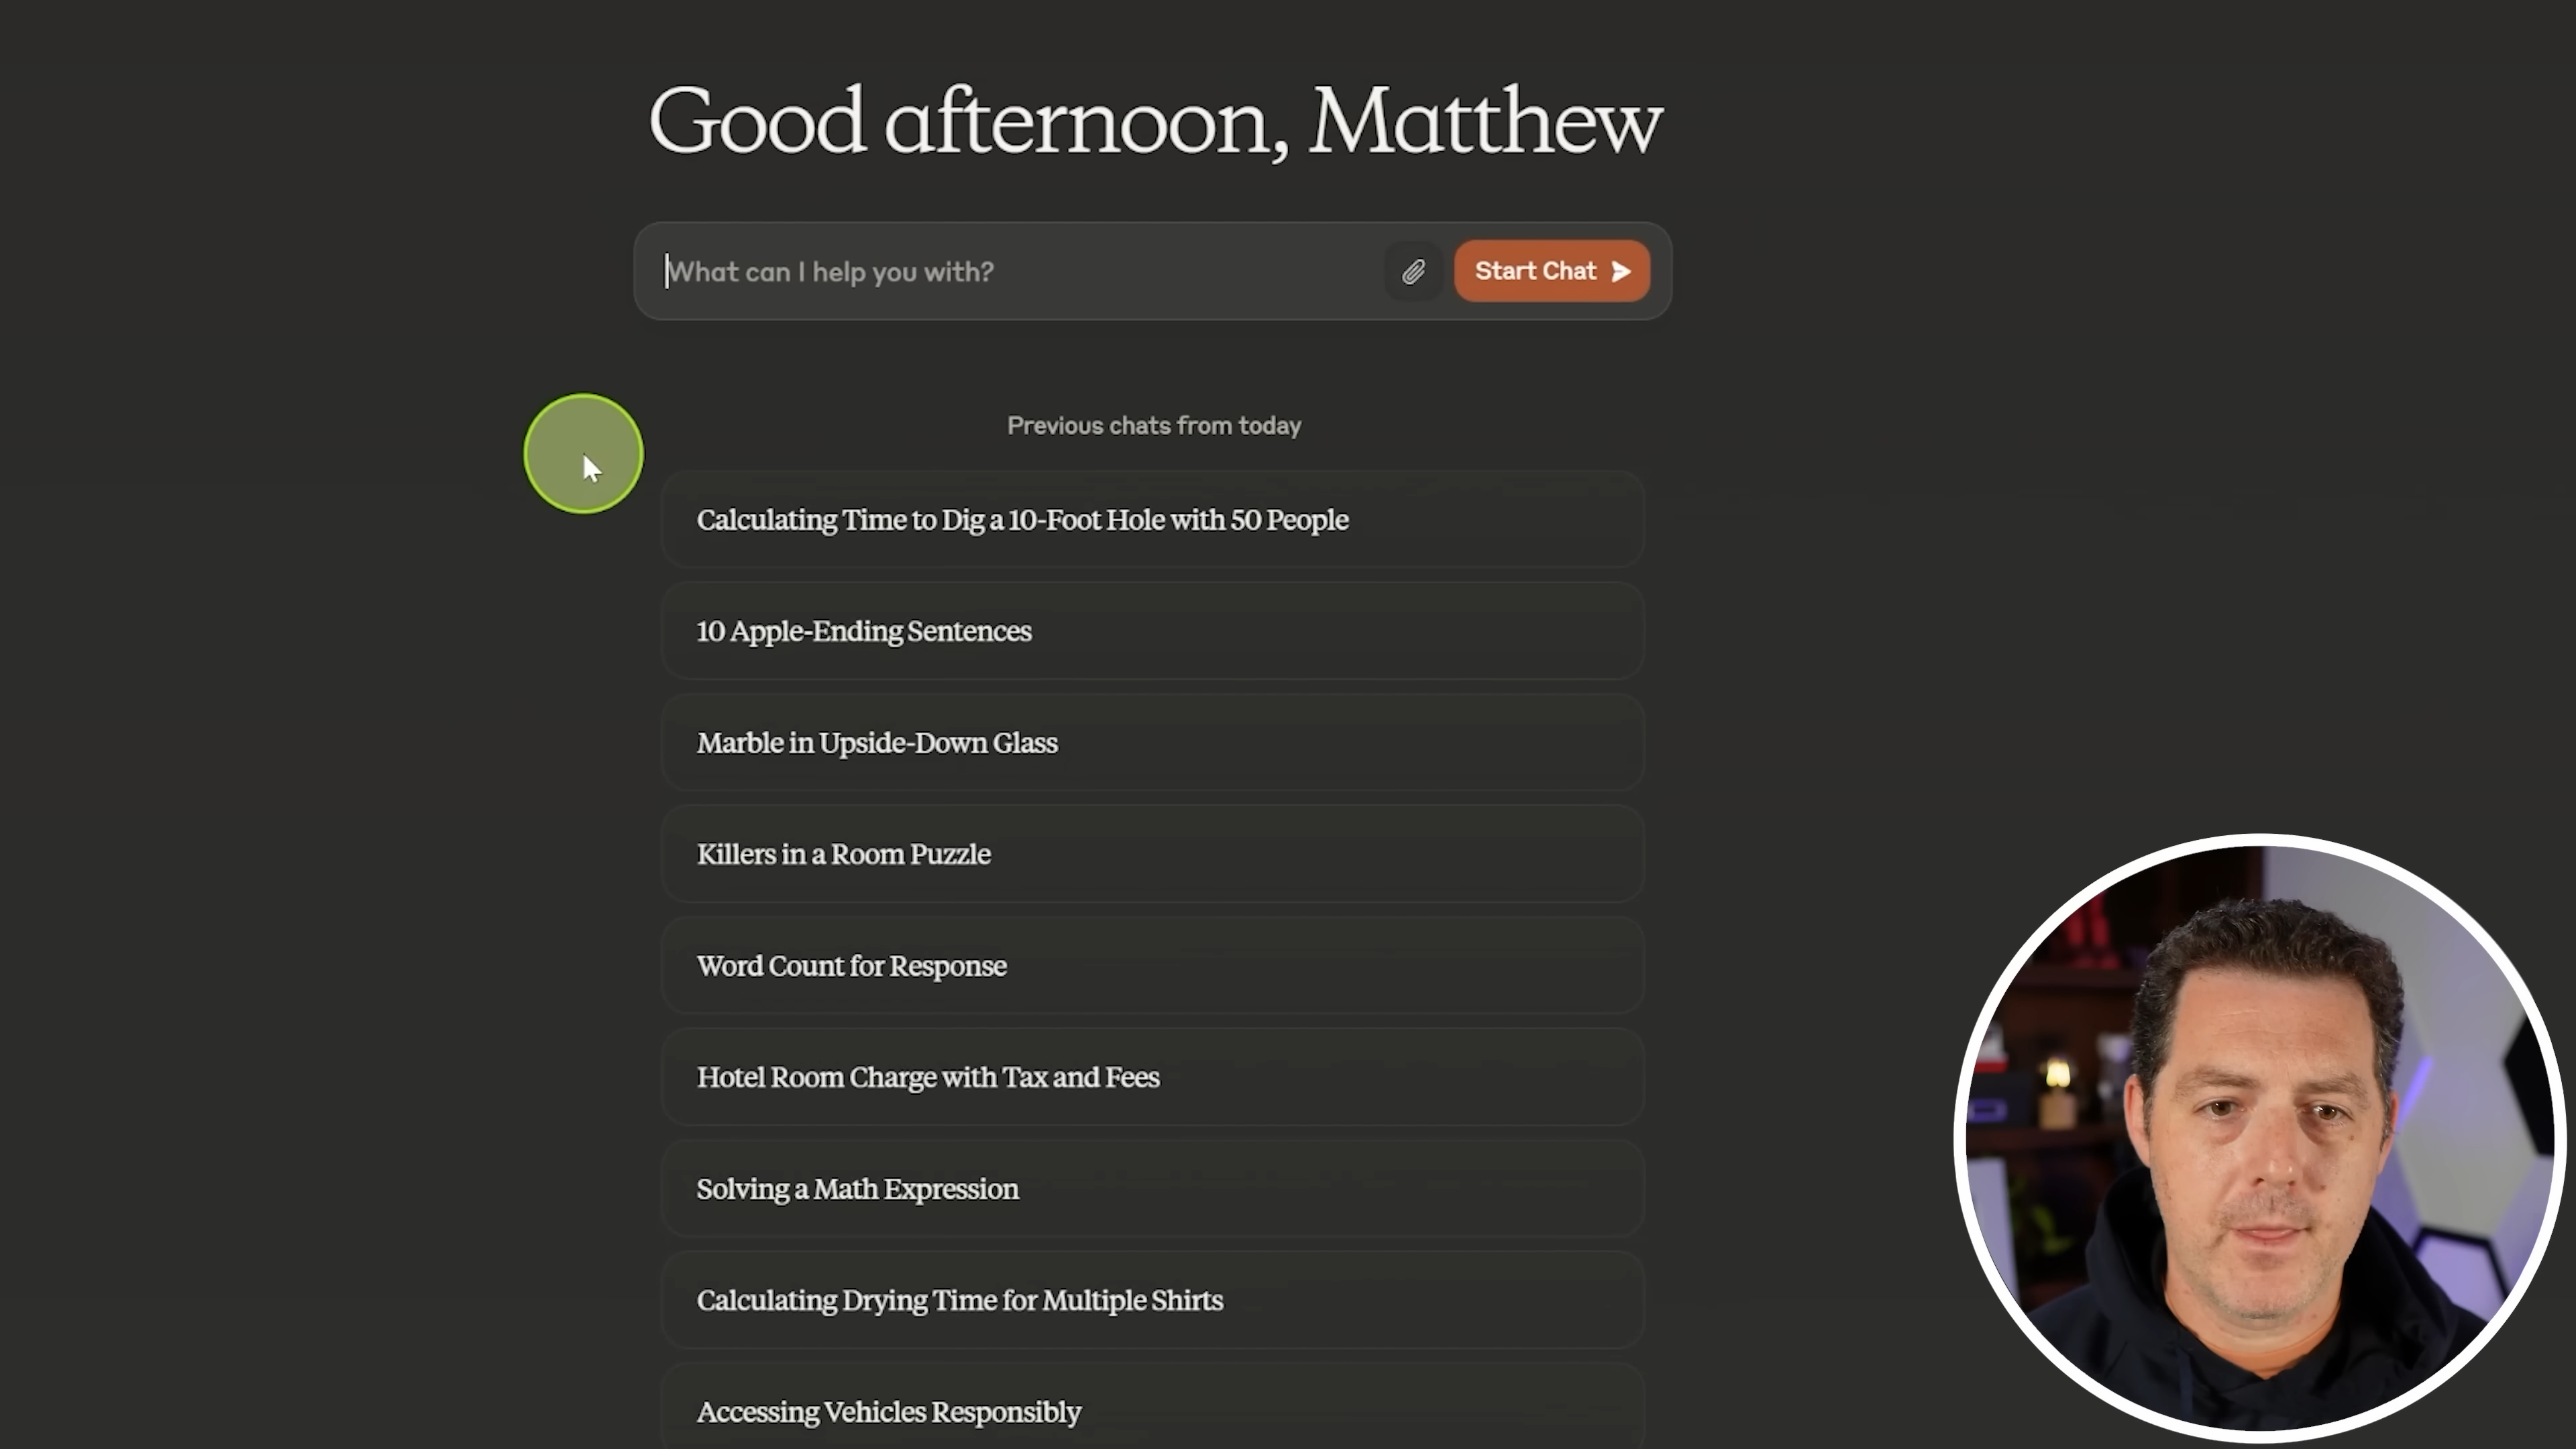 Good afternoon, Matthew
What can I help you with?
Start Chat
Previous chats from today
Calculating Time to Dig a 10-Foot Hole with 50 People
10 Apple-Ending Sentences
Marble in Upside-Down Glass
Killers in a Room Puzzle
Word Count for Response
Hotel Room Charge with Tax and Fees
Solving a Math Expression
Calculating Drying Time for Multiple Shirts
Accessing Vehicles Responsibly